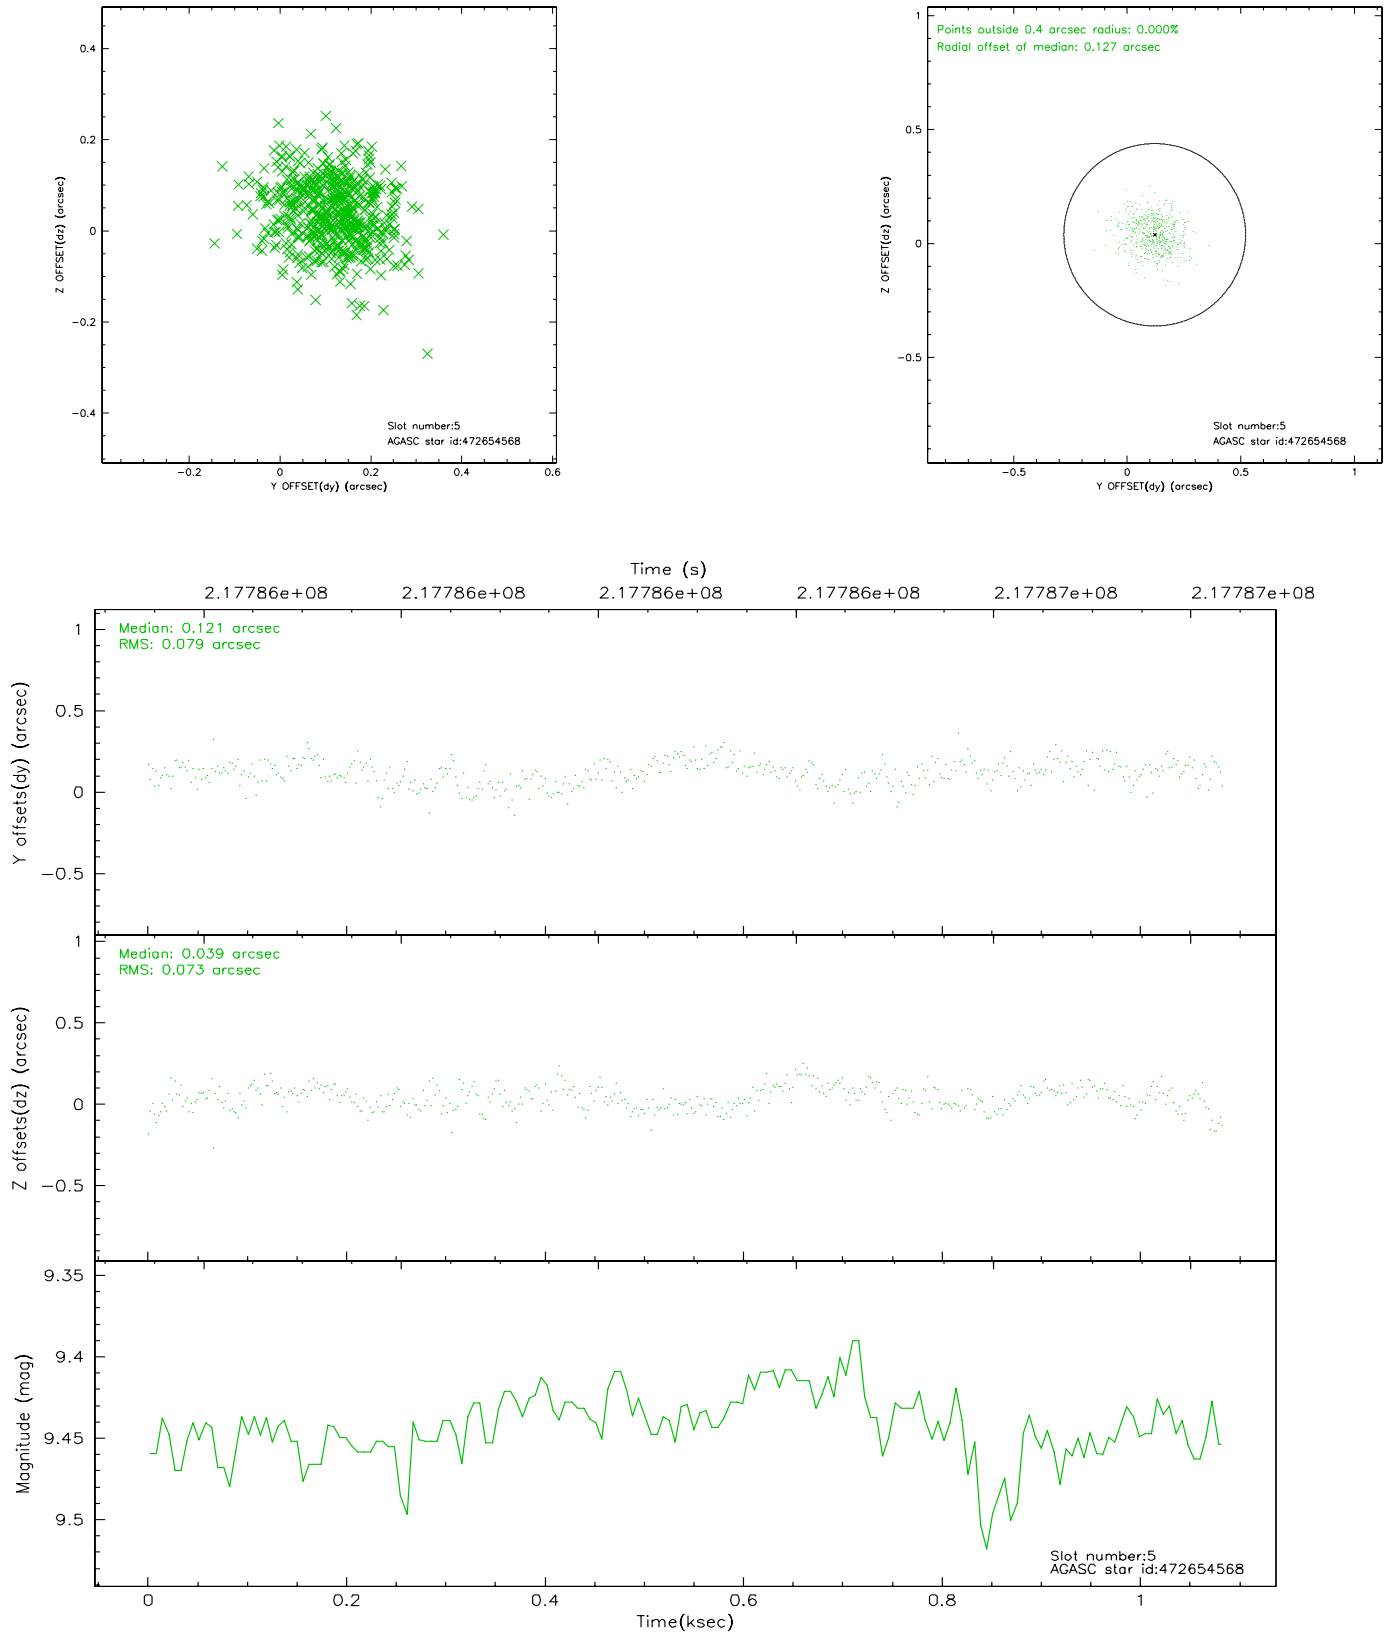 0.4
0.2
0
−0.2
−0.4
Z OFFSET(dz) (arcsec)
Slot number:5
AGASC star id:472654568
−0.2 0 0.2 0.4 0.6
Y OFFSET(dy) (arcsec)
Points outside 0.4 arcsec radius: 0.000%
Radial offset of median: 0.127 arcsec
1
0.5
0
−0.5
Z OFFSET(dz) (arcsec)
Slot number:5
AGASC star id:472654568
−0.5 0 0.5 1
Y OFFSET(dy) (arcsec)
Time (s)
2.17786e+08 2.17786e+08 2.17786e+08 2.17786e+08 2.17787e+08 2.17787e+08
Median: 0.121 arcsec
RMS: 0.079 arcsec
1
0.5
0
−0.5
Y offsets(dy) (arcsec)
Median: 0.039 arcsec
RMS: 0.073 arcsec
1
0.5
0
−0.5
Z offsets(dz) (arcsec)
9.35
9.4
9.45
9.5
Magnitude (mag)
Slot number:5
AGASC star id:472654568
0 0.2 0.4 0.6 0.8 1
Time(ksec)